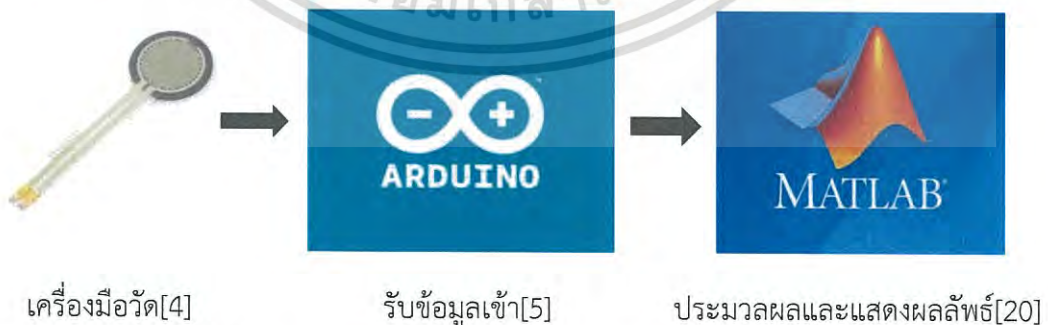 ARDUINO
MATLAB
เครื่องมือวัด[4]
รับข้อมูลเข้า[5]
ประมวลผลและแสดงผลลัพธ์[20]